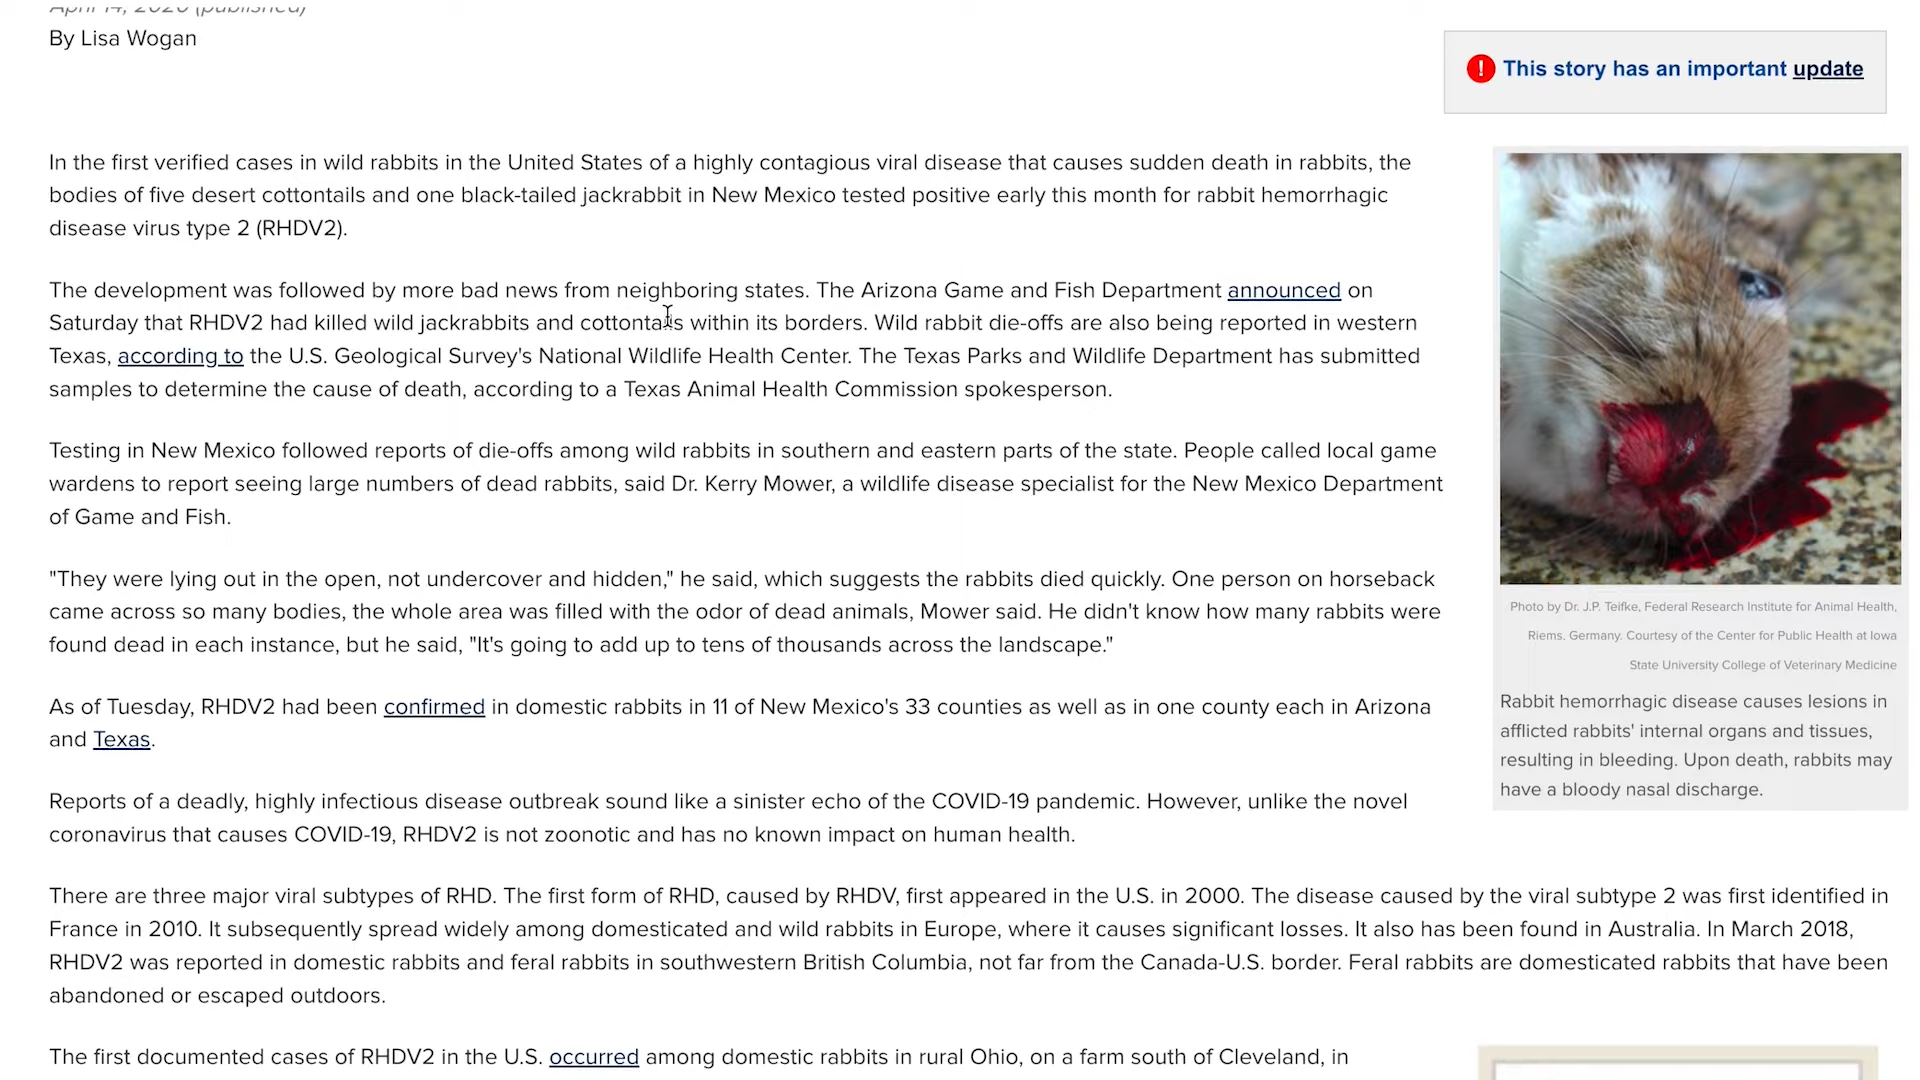 April 14, 2020 (published)
By Lisa Wogan
! This story has an important update
In the first verified cases in wild rabbits in the United States of a highly contagious viral disease that causes sudden death in rabbits, the
bodies of five desert cottontails and one black-tailed jackrabbit in New Mexico tested positive early this month for rabbit hemorrhagic
disease virus type 2 (RHDV2).
The development was followed by more bad news from neighboring states. The Arizona Game and Fish Department announced on
Saturday that RHDV2 had killed wild jackrabbits and cottontails within its borders. Wild rabbit die-offs are also being reported in western
Texas, according to the U.S. Geological Survey's National Wildlife Health Center. The Texas Parks and Wildlife Department has submitted
samples to determine the cause of death, according to a Texas Animal Health Commission spokesperson.
Testing in New Mexico followed reports of die-offs among wild rabbits in southern and eastern parts of the state. People called local game
wardens to report seeing large numbers of dead rabbits, said Dr. Kerry Mower, a wildlife disease specialist for the New Mexico Department
of Game and Fish.
"They were lying out in the open, not undercover and hidden," he said, which suggests the rabbits died quickly. One person on horseback
came across so many bodies, the whole area was filled with the odor of dead animals, Mower said. He didn't know how many rabbits were
found dead in each instance, but he said, "It's going to add up to tens of thousands across the landscape."
As of Tuesday, RHDV2 had been confirmed in domestic rabbits in 11 of New Mexico's 33 counties as well as in one county each in Arizona
and Texas.
Reports of a deadly, highly infectious disease outbreak sound like a sinister echo of the COVID-19 pandemic. However, unlike the novel
coronavirus that causes COVID-19, RHDV2 is not zoonotic and has no known impact on human health.
There are three major viral subtypes of RHD. The first form of RHD, caused by RHDV, first appeared in the U.S. in 2000. The disease caused by the viral subtype 2 was first identified in
France in 2010. It subsequently spread widely among domesticated and wild rabbits in Europe, where it causes significant losses. It also has been found in Australia. In March 2018,
RHDV2 was reported in domestic rabbits and feral rabbits in southwestern British Columbia, not far from the Canada-U.S. border. Feral rabbits are domesticated rabbits that have been
abandoned or escaped outdoors.
The first documented cases of RHDV2 in the U.S. occurred among domestic rabbits in rural Ohio, on a farm south of Cleveland, in
Photo by Dr. J.P. Teifke, Federal Research Institute for Animal Health,
Riems. Germany. Courtesy of the Center for Public Health at Iowa
State University College of Veterinary Medicine
Rabbit hemorrhagic disease causes lesions in
afflicted rabbits' internal organs and tissues,
resulting in bleeding. Upon death, rabbits may
have a bloody nasal discharge.